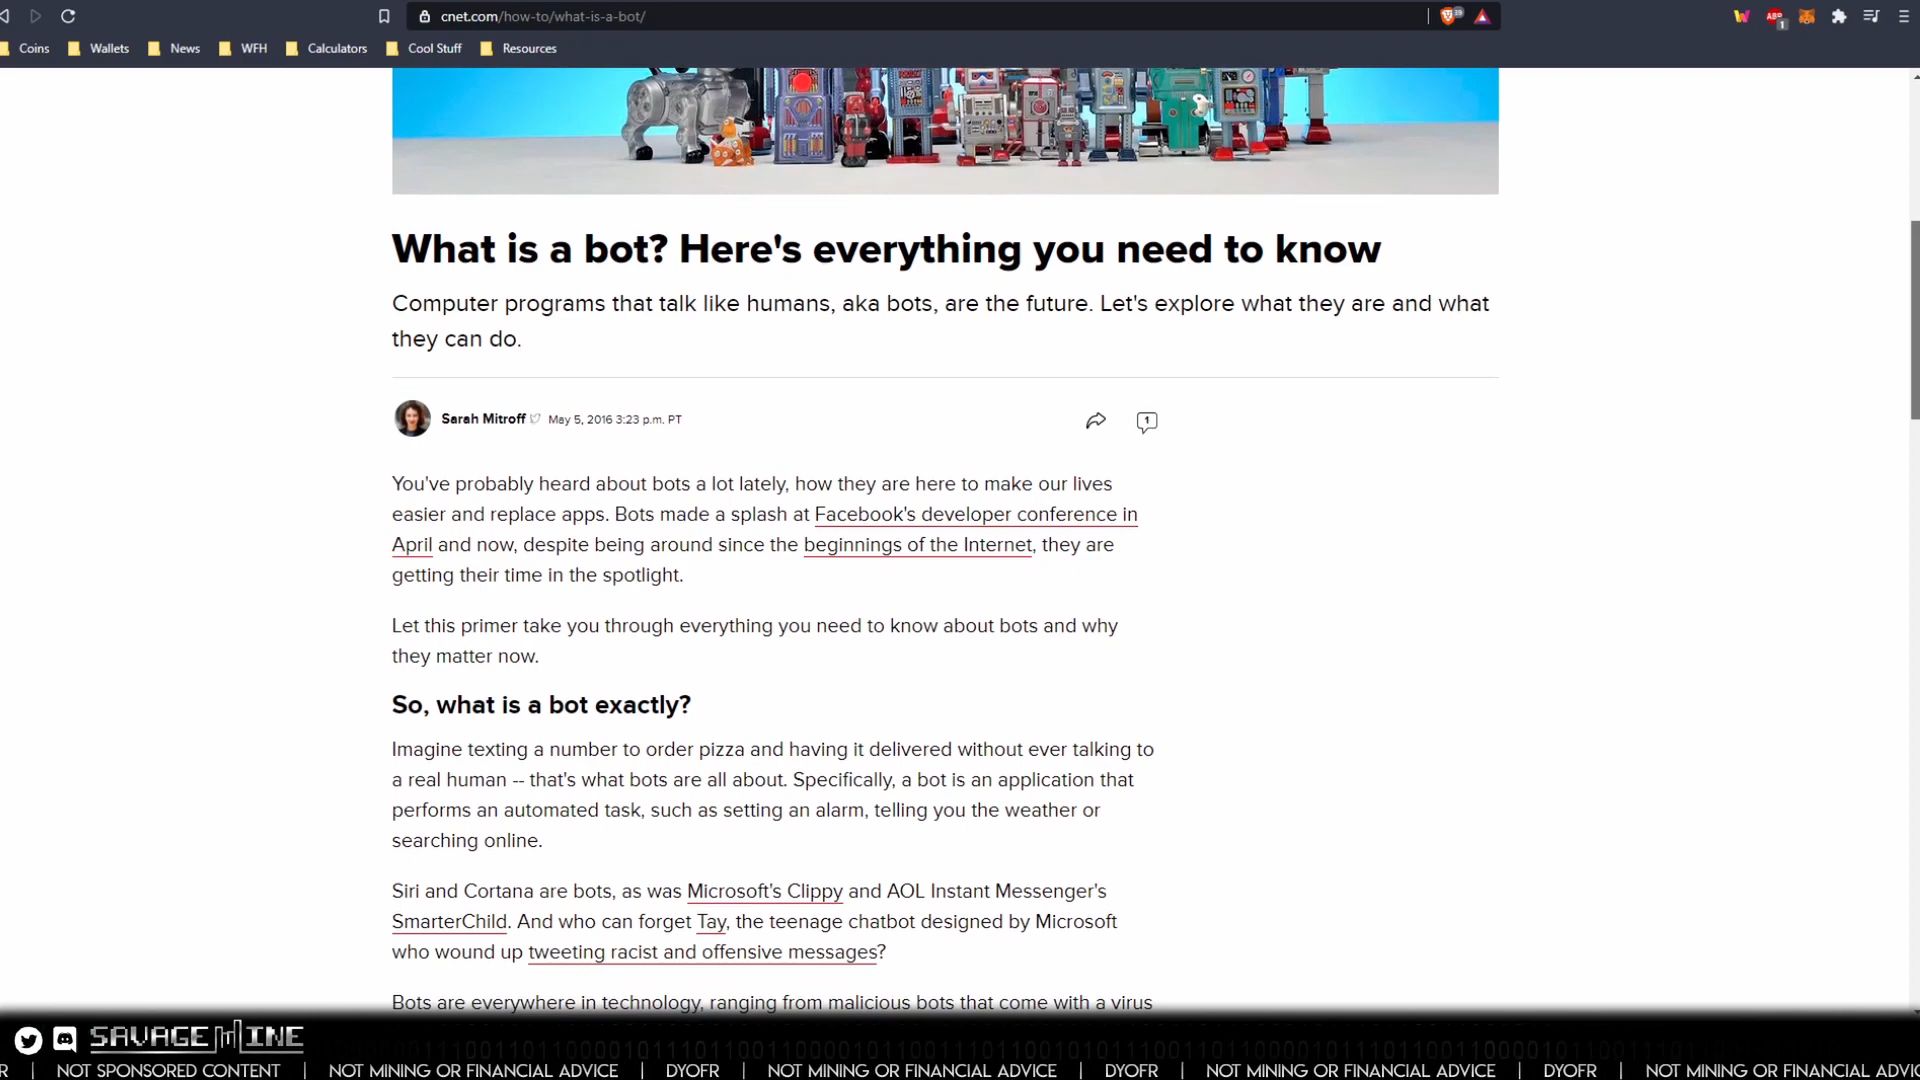 cnet.com/how-to/what-is-a-bot/
39
ABP
1
Coins
Wallets
News
WFH
Calculators
Cool Stuff
Resources
What is a bot? Here's everything you need to know
Computer programs that talk like humans, aka bots, are the future. Let's explore what they are and what
they can do.
Sarah Mitroff
May 5, 2016 3:23 p.m. PT
1
You've probably heard about bots a lot lately, how they are here to make our lives
easier and replace apps. Bots made a splash at Facebook's developer conference in
April and now, despite being around since the beginnings of the Internet, they are
getting their time in the spotlight.
Let this primer take you through everything you need to know about bots and why
they matter now.
So, what is a bot exactly?
Imagine texting a number to order pizza and having it delivered without ever talking to
a real human -- that's what bots are all about. Specifically, a bot is an application that
performs an automated task, such as setting an alarm, telling you the weather or
searching online.
Siri and Cortana are bots, as was Microsoft's Clippy and AOL Instant Messenger's
SmarterChild. And who can forget Tay, the teenage chatbot designed by Microsoft
who wound up tweeting racist and offensive messages?
Bots are everywhere in technology, ranging from malicious bots that come with a virus
SAVAGE MINE
R | NOT SPONSORED CONTENT | NOT MINING OR FINANCIAL ADVICE | DYOFR | NOT MINING OR FINANCIAL ADVICE | DYOFR | NOT MINING OR FINANCIAL ADVICE | DYOFR | NOT MINING OR FINANCIAL ADVIC